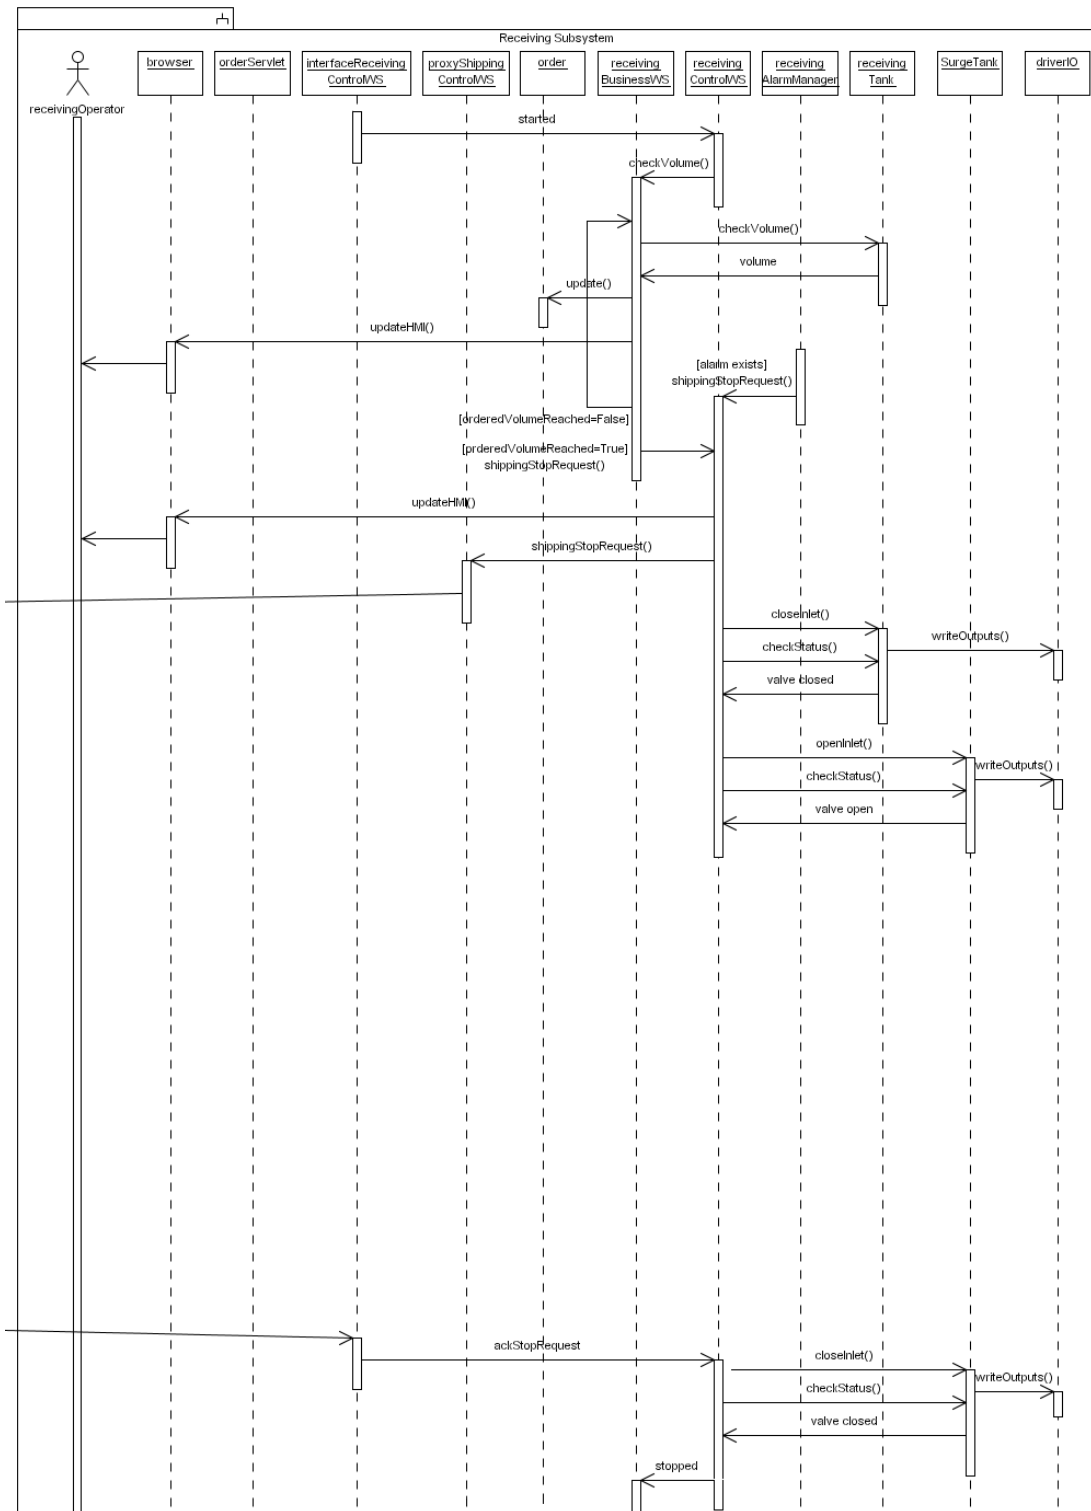 Receiving Subsystem
receivingOperator
browser
orderServlet
interfaceReceiving
ControlWS
proxyShipping
ControlWS
order
receiving
BusinessWS
receiving
ControlWS
receiving
AlarmManager
receiving
Tank
SurgeTank
driverIO
started
checkVolume()
checkVolume()
volume
update()
updateHMI()
[alarm exists]
shippingStopRequest()
[orderedVolumeReached=False]
[orderedVolumeReached=True]
shippingStopRequest()
updateHMI()
shippingStopRequest()
closeInlet()
writeOutputs()
checkStatus()
valve closed
openInlet()
writeOutputs()
checkStatus()
valve open
ackStopRequest
closeInlet()
writeOutputs()
checkStatus()
valve closed
stopped